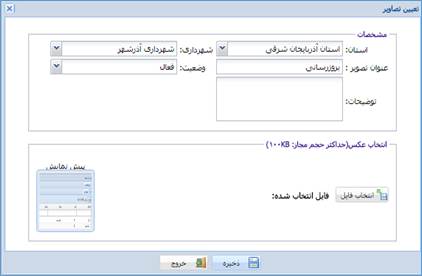 تعیین تصاویر
مشخصات
استان: استان آذربایجان شرقی شهرداری: شهرداری آذرشهر
عنوان تصویر : بروزرسانی وضعیت: فعال
توضیحات:
انتخاب عکس(حداکثر حجم مجاز: ۱۰۰KB)
پیش نمایش
انتخاب فایل فایل انتخاب شده:
ذخیره خروج